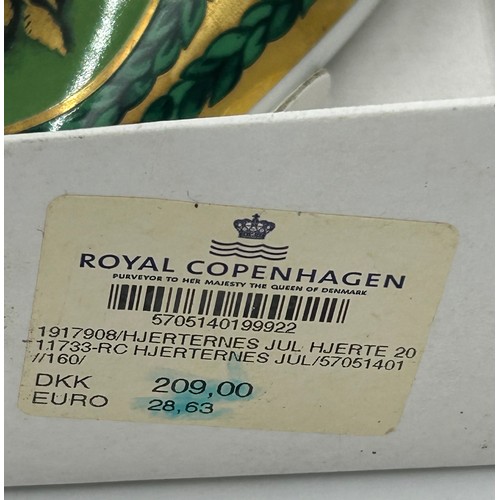 ROYAL COPENHAGEN
PURVEYOR TO HER MAJESTY THE QUEEN OF DENMARK
5705140199922
1917908/HJERTERNES JUL HJERTE 20
11733-RC HJERTERNES JUL/57051401
//160/
DKK 209,00
EURO 28,63